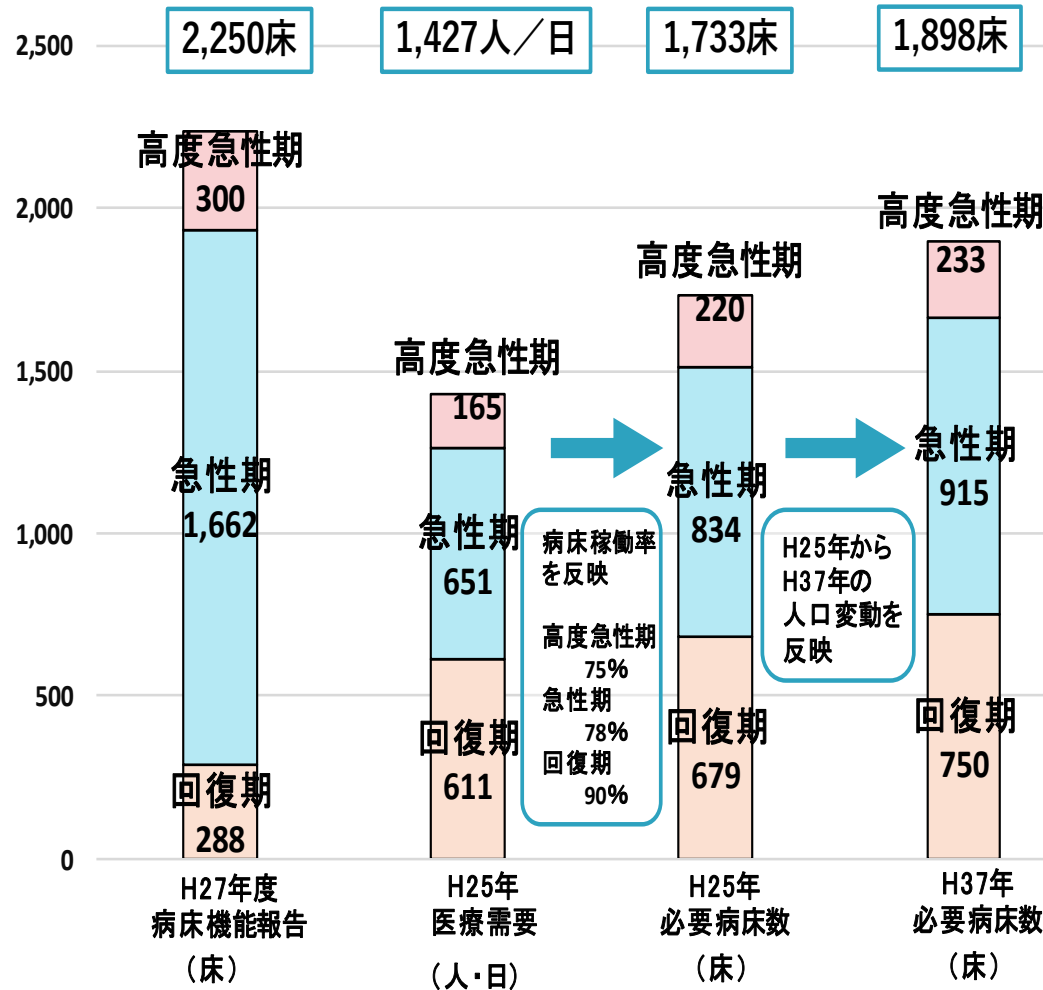 2,250床
1,427人／日
1,733床
1,898床
2,500
2,000
1,500
1,000
500
0
高度急性期
300
急性期
1,662
回復期
288
高度急性期
165
急性期
651
回復期
611
病床稼働率
を反映
高度急性期
75%
急性期
78%
回復期
90%
高度急性期
220
急性期
834
回復期
679
H25年から
H37年の
人口変動を
反映
高度急性期
233
急性期
915
回復期
750
H27年度
病床機能報告
（床）
H25年
医療需要
（人・日）
H25年
必要病床数
（床）
H37年
必要病床数
（床）